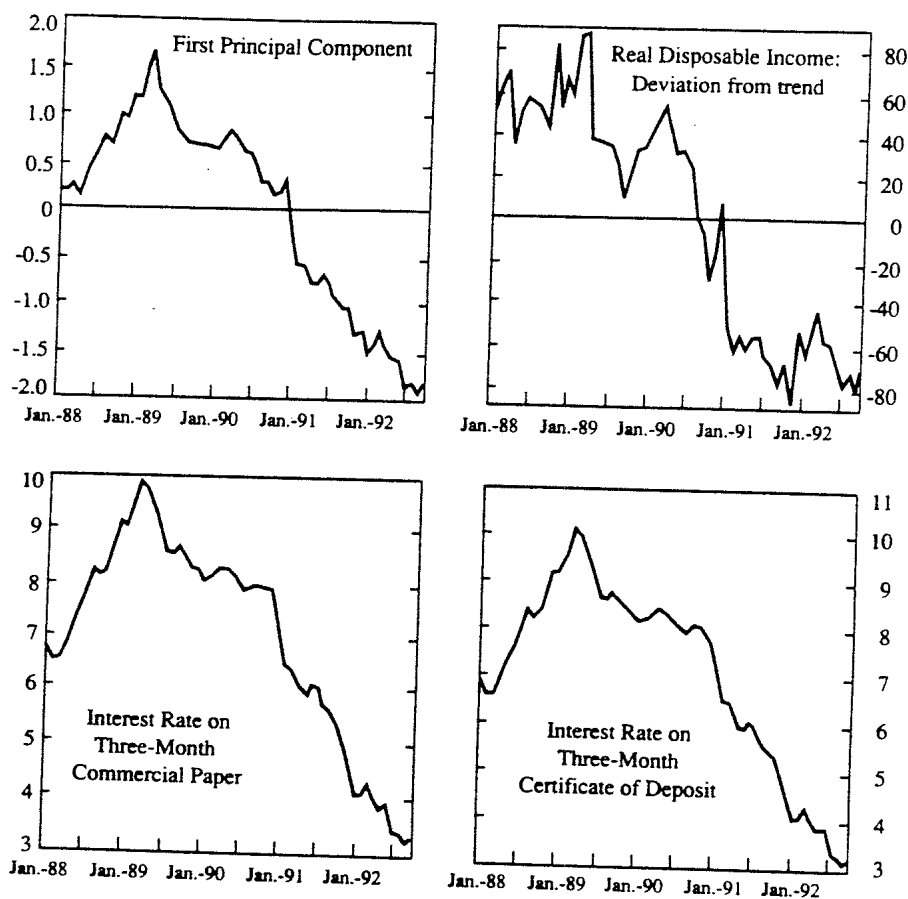 First Principal Component
2.0
1.5
1.0
0.5
0
-0.5
-1.0
-1.5
-2.0
Jan.-88 Jan.-89 Jan.-90 Jan.-91 Jan.-92
Real Disposable Income:
Deviation from trend
80
60
40
20
0
-20
-40
-60
-80
Jan.-88 Jan.-89 Jan.-90 Jan.-91 Jan.-92
10
9
8
7
6
5
4
3
Interest Rate on
Three-Month
Commercial Paper
Jan.-88 Jan.-89 Jan.-90 Jan.-91 Jan.-92
11
10
9
8
7
6
5
4
3
Interest Rate on
Three-Month
Certificate of Deposit
Jan.-88 Jan.-89 Jan.-90 Jan.-91 Jan.-92